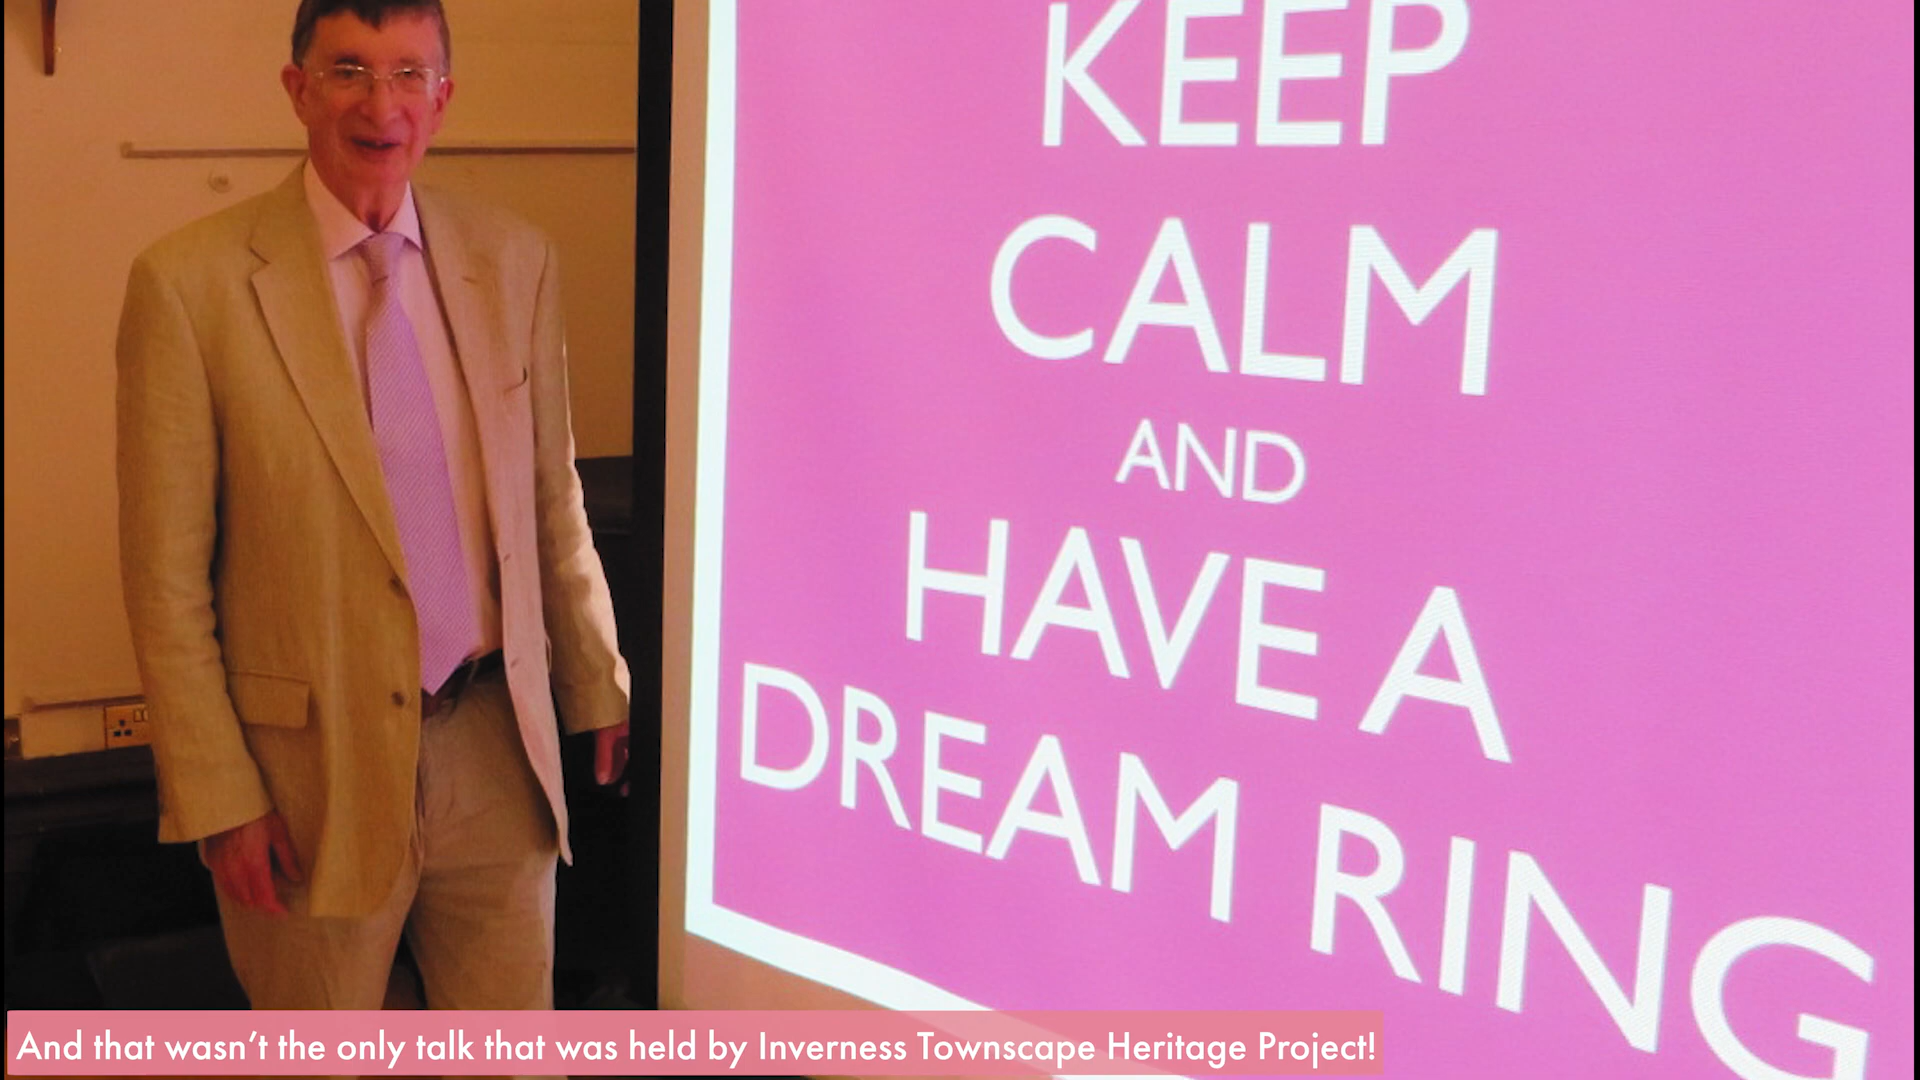 KEEP
CALM
AND
HAVE A
DREAM RING
And that wasn't the only talk that was held by Inverness Townscape Heritage Project!